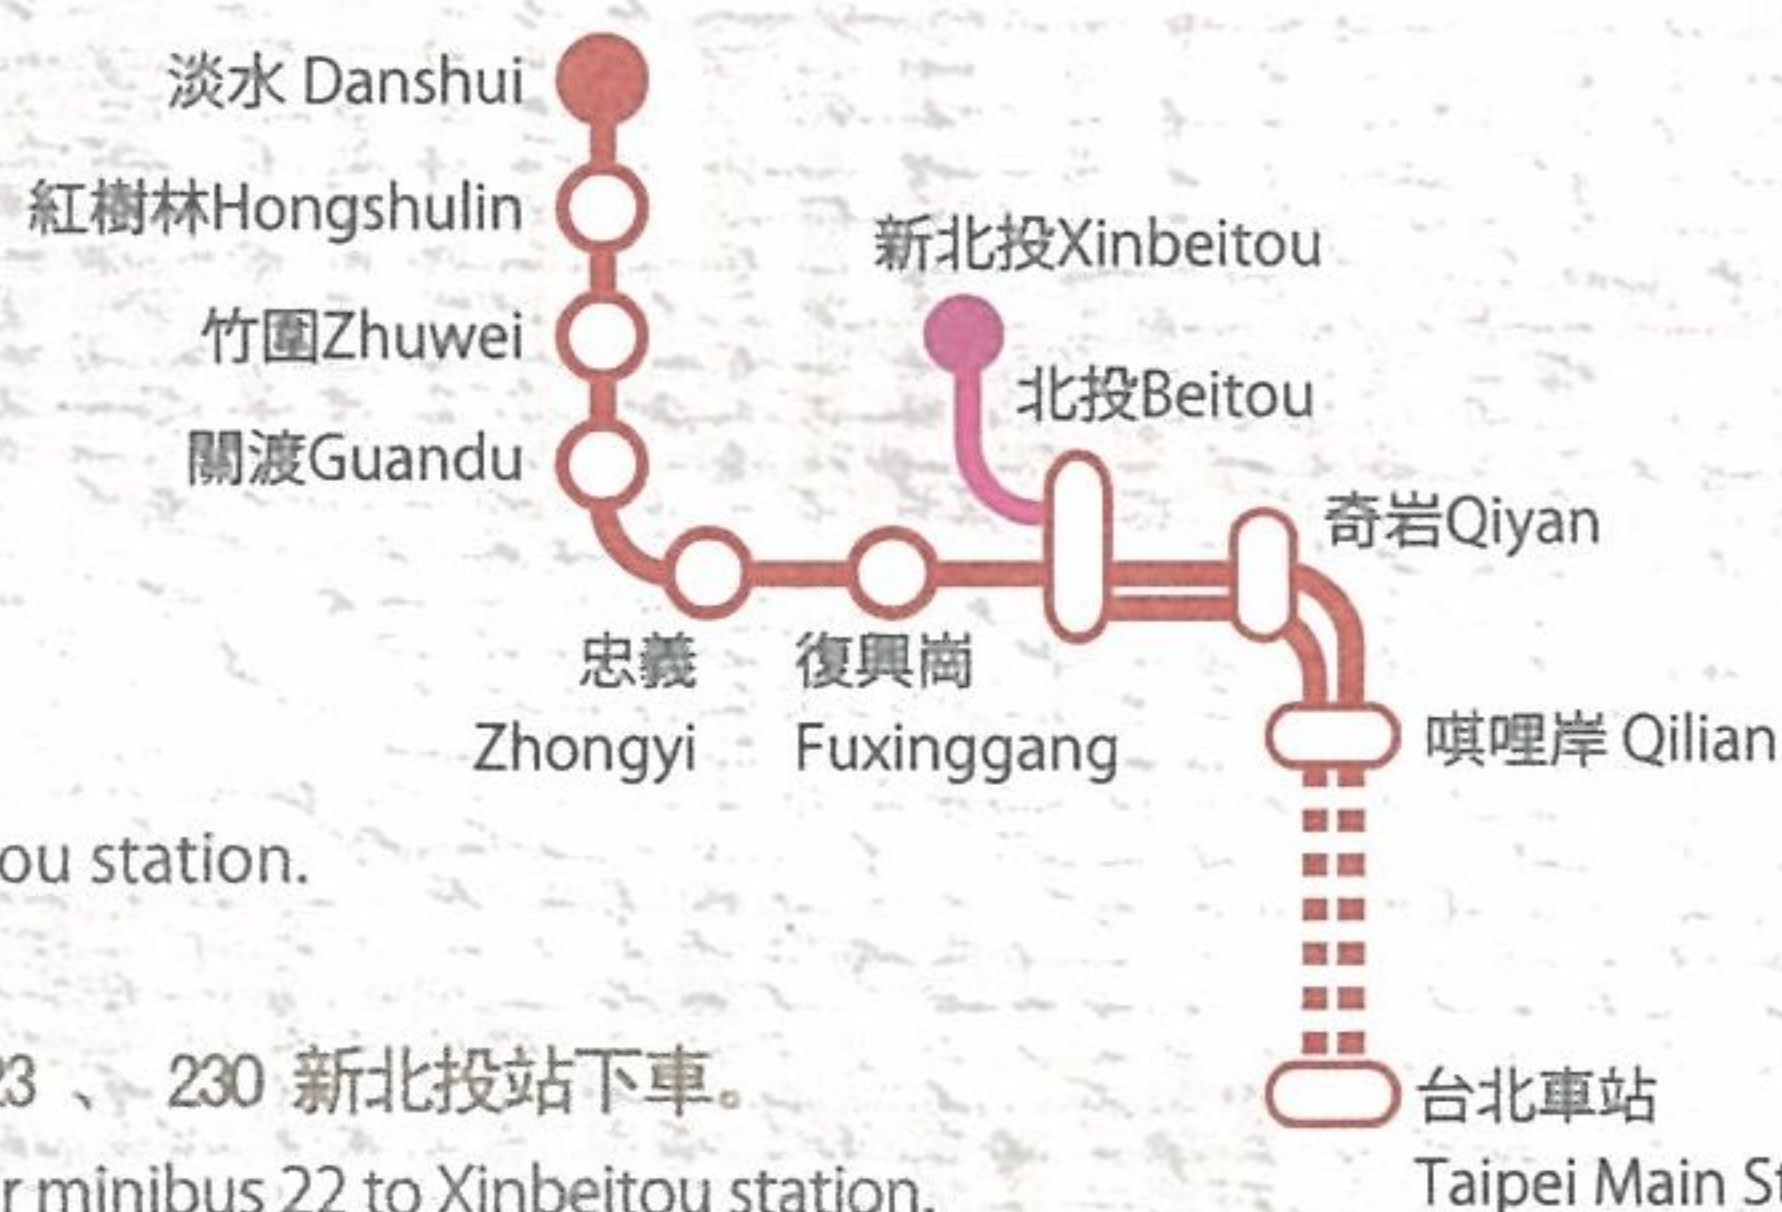 淡水 Danshui
紅樹林Hongshulin
竹圍Zhuwei
關渡Guandu
新北投Xinbeitou
北投Beitou
奇岩Qiyan
忠義
Zhongyi
復興崗
Fuxinggang
唭哩岸 Qilian
ou station.
23 、 230 新北投站下車。
r minibus 22 to Xinbeitou station.
台北車站
Taipei Main St